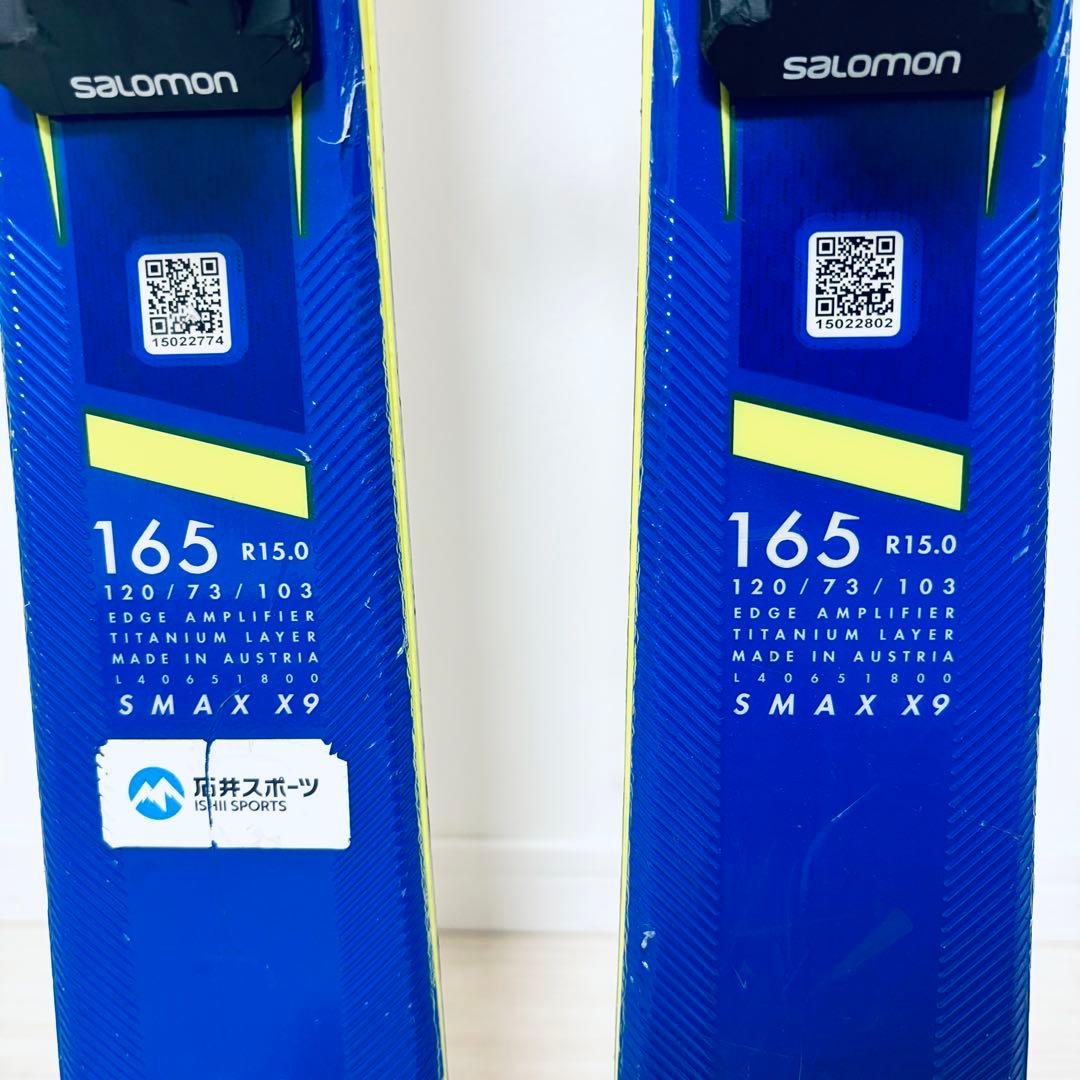 salomon
15022774
165 R15.0
120 / 73 / 103
EDGE AMPLIFIER
TITANIUM LAYER
MADE IN AUSTRIA
L40651800
SMAX X9
石井スポーツ
ISHII SPORTS
salomon
15022802
165 R15.0
120 / 73 / 103
EDGE AMPLIFIER
TITANIUM LAYER
MADE IN AUSTRIA
L40651800
SMAX X9